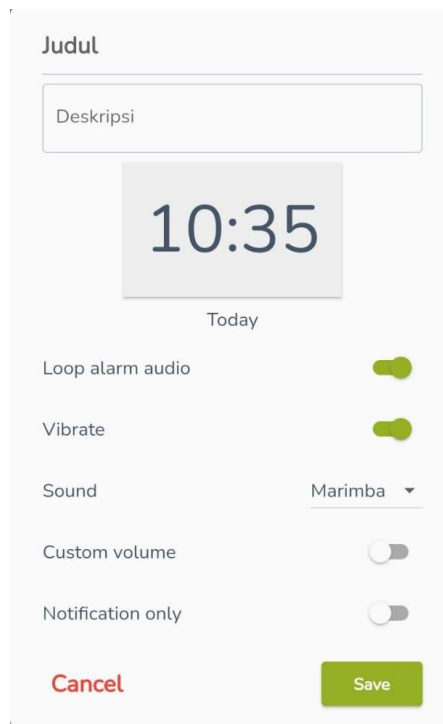 Judul
Deskripsi
10:35
Today
Loop alarm audio
Vibrate
Sound Marimba
Custom volume
Notification only
Cancel Save